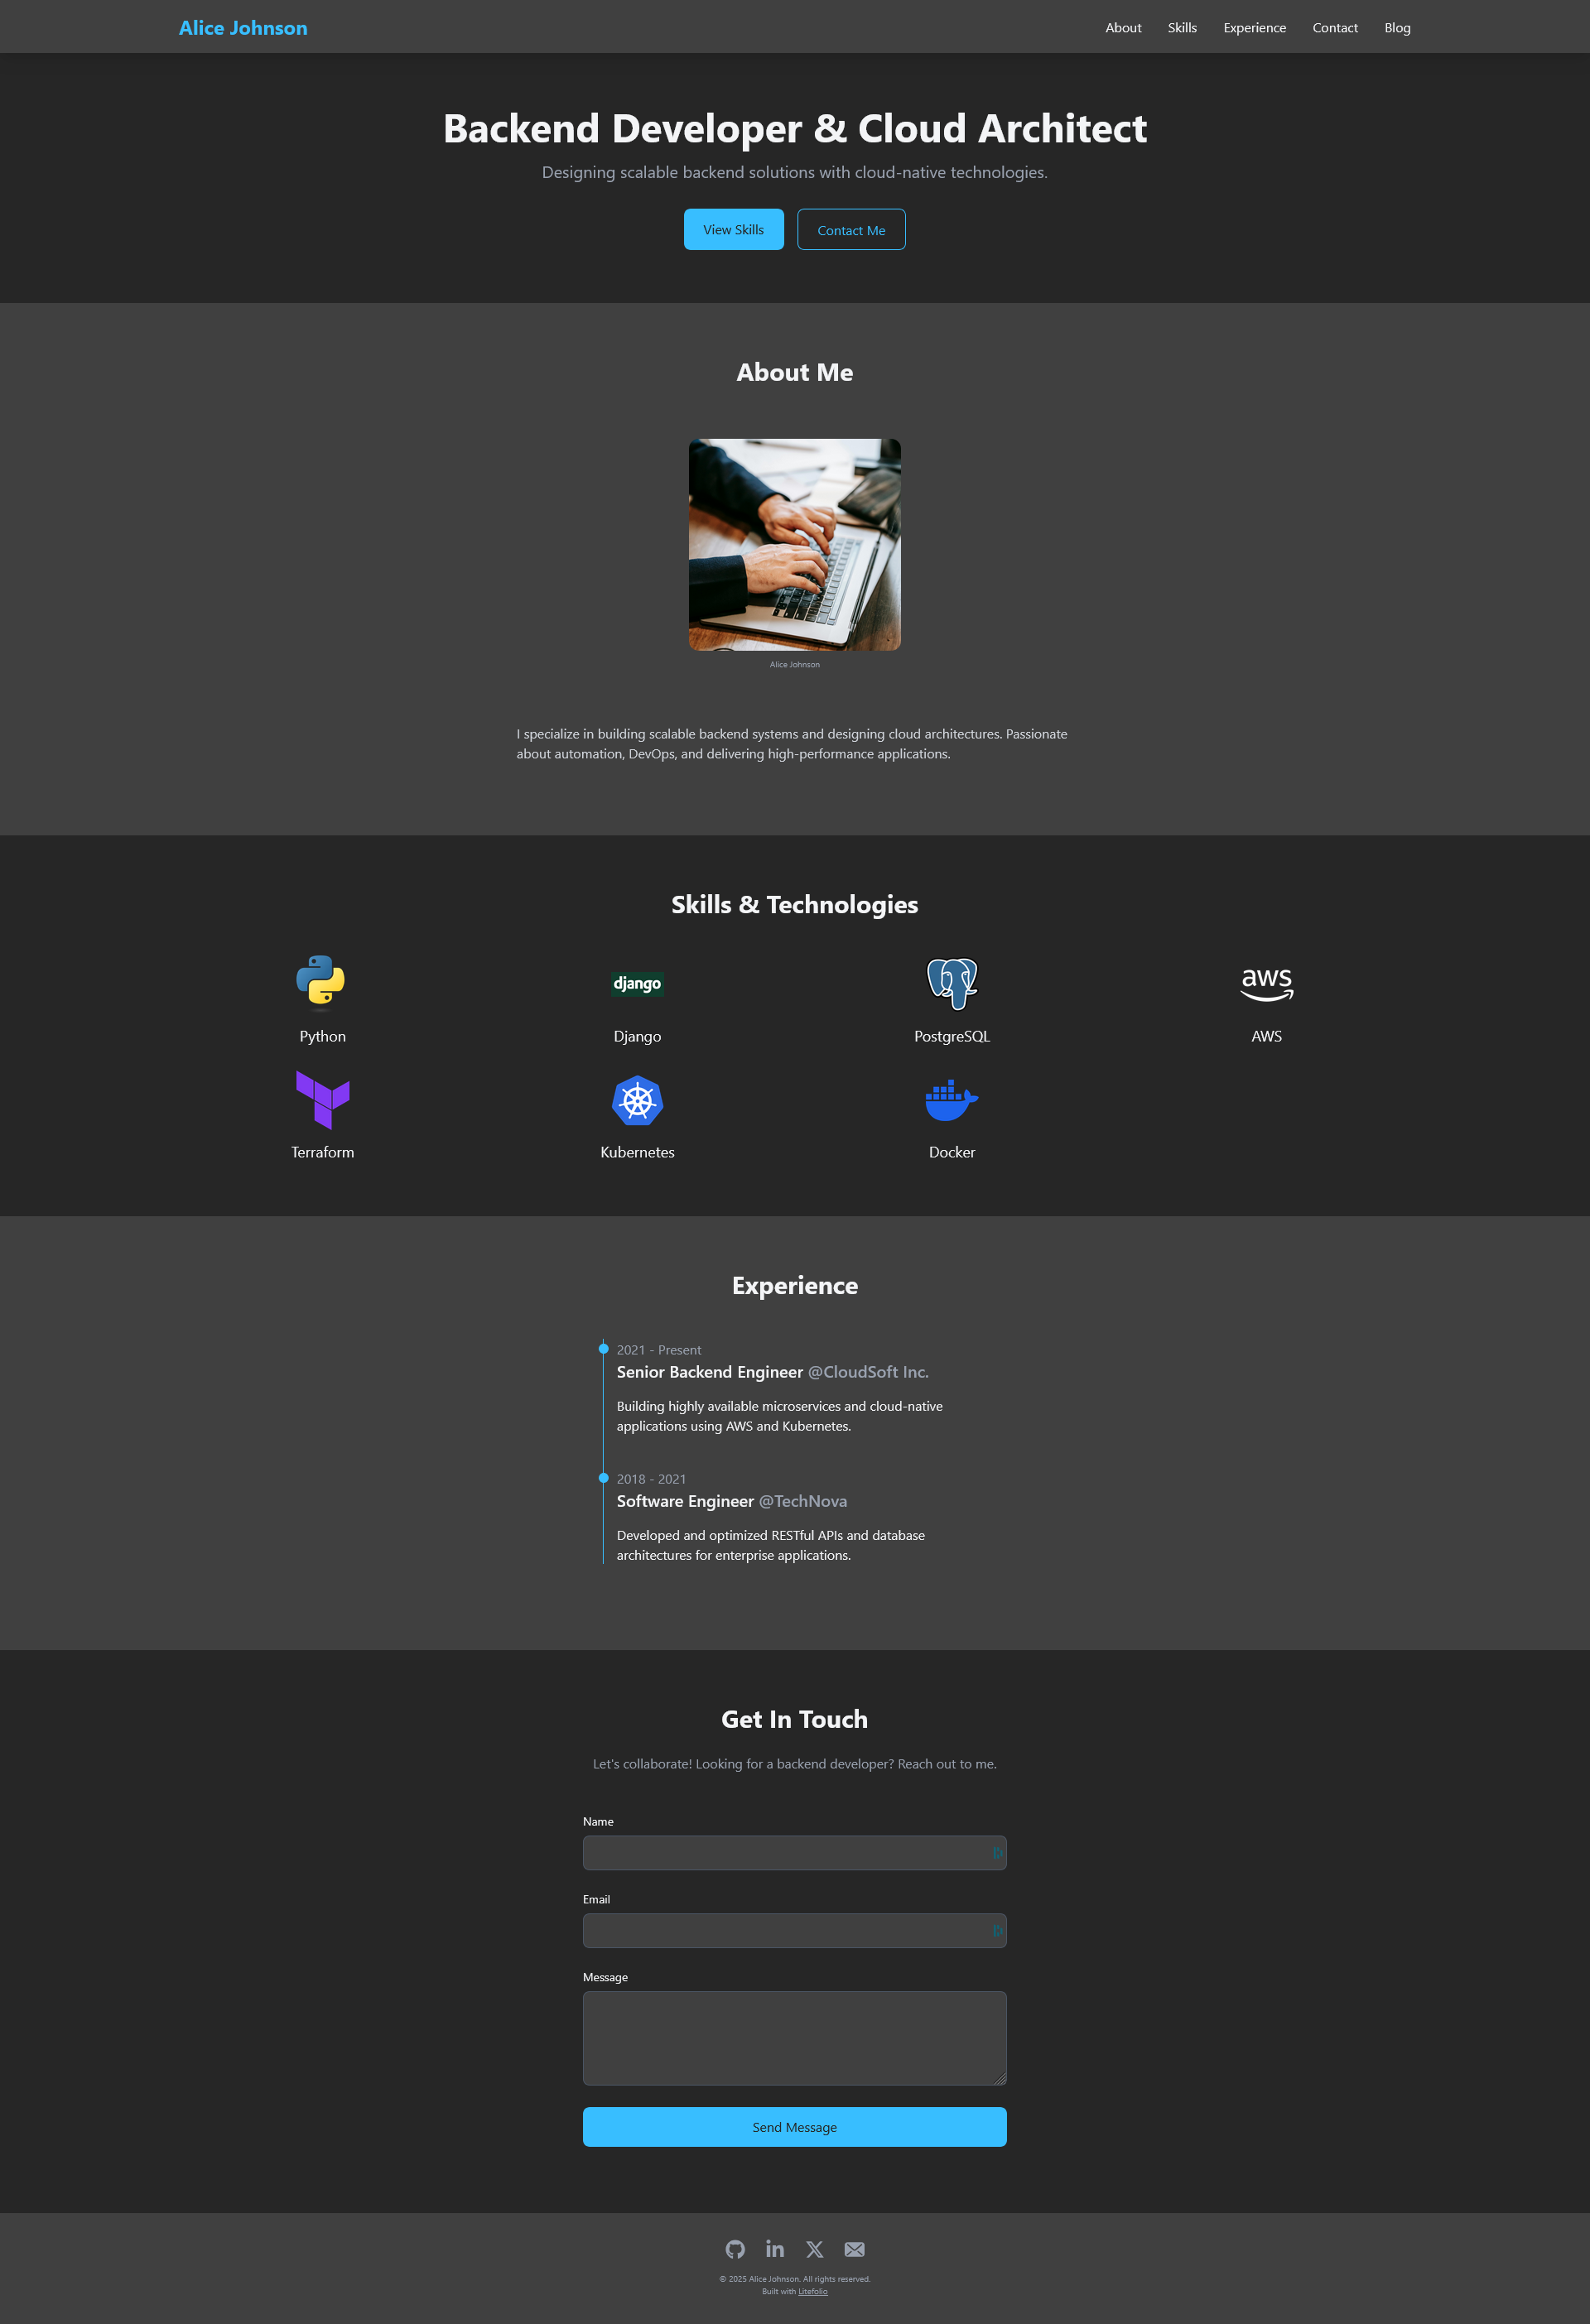 Alice Johnson
About Skills Experience Contact Blog
Backend Developer & Cloud Architect
Designing scalable backend solutions with cloud-native technologies.
View Skills Contact Me
About Me
Alice Johnson
I specialize in building scalable backend systems and designing cloud architectures. Passionate
about automation, DevOps, and delivering high-performance applications.
Skills & Technologies
django aws
Python Django PostgreSQL AWS
Terraform Kubernetes Docker
Experience
2021 - Present
Senior Backend Engineer @CloudSoft Inc.
Building highly available microservices and cloud-native
applications using AWS and Kubernetes.
2018 - 2021
Software Engineer @TechNova
Developed and optimized RESTful APIs and database
architectures for enterprise applications.
Get In Touch
Let's collaborate! Looking for a backend developer? Reach out to me.
Name
Email
Message
Send Message
© 2025 Alice Johnson. All rights reserved.
Built with Litefolio